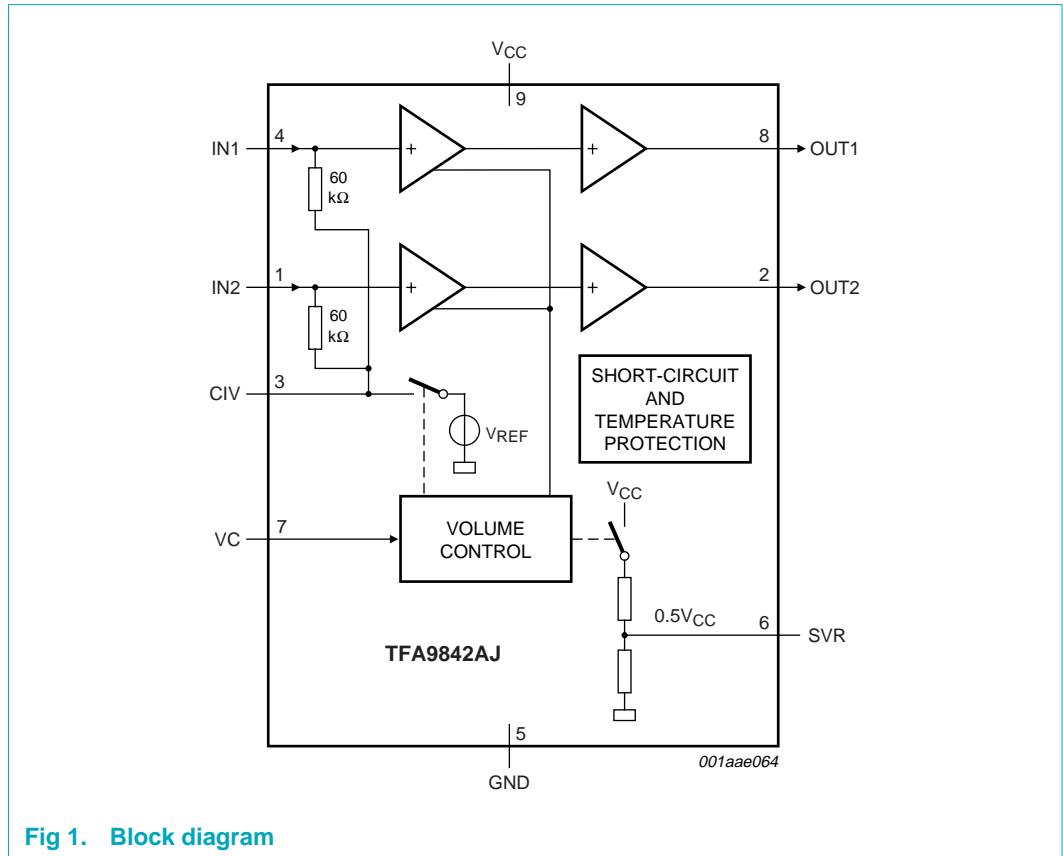 VCC
9
IN1
4
8
OUT1
+
+
60
kΩ
IN2
1
2
OUT2
+
+
60
kΩ
CIV
3
VREF
SHORT-CIRCUIT
AND
TEMPERATURE
PROTECTION
VCC
VC
7
VOLUME
CONTROL
0.5VCC
6
SVR
TFA9842AJ
5
GND
001aae064
Fig 1. Block diagram